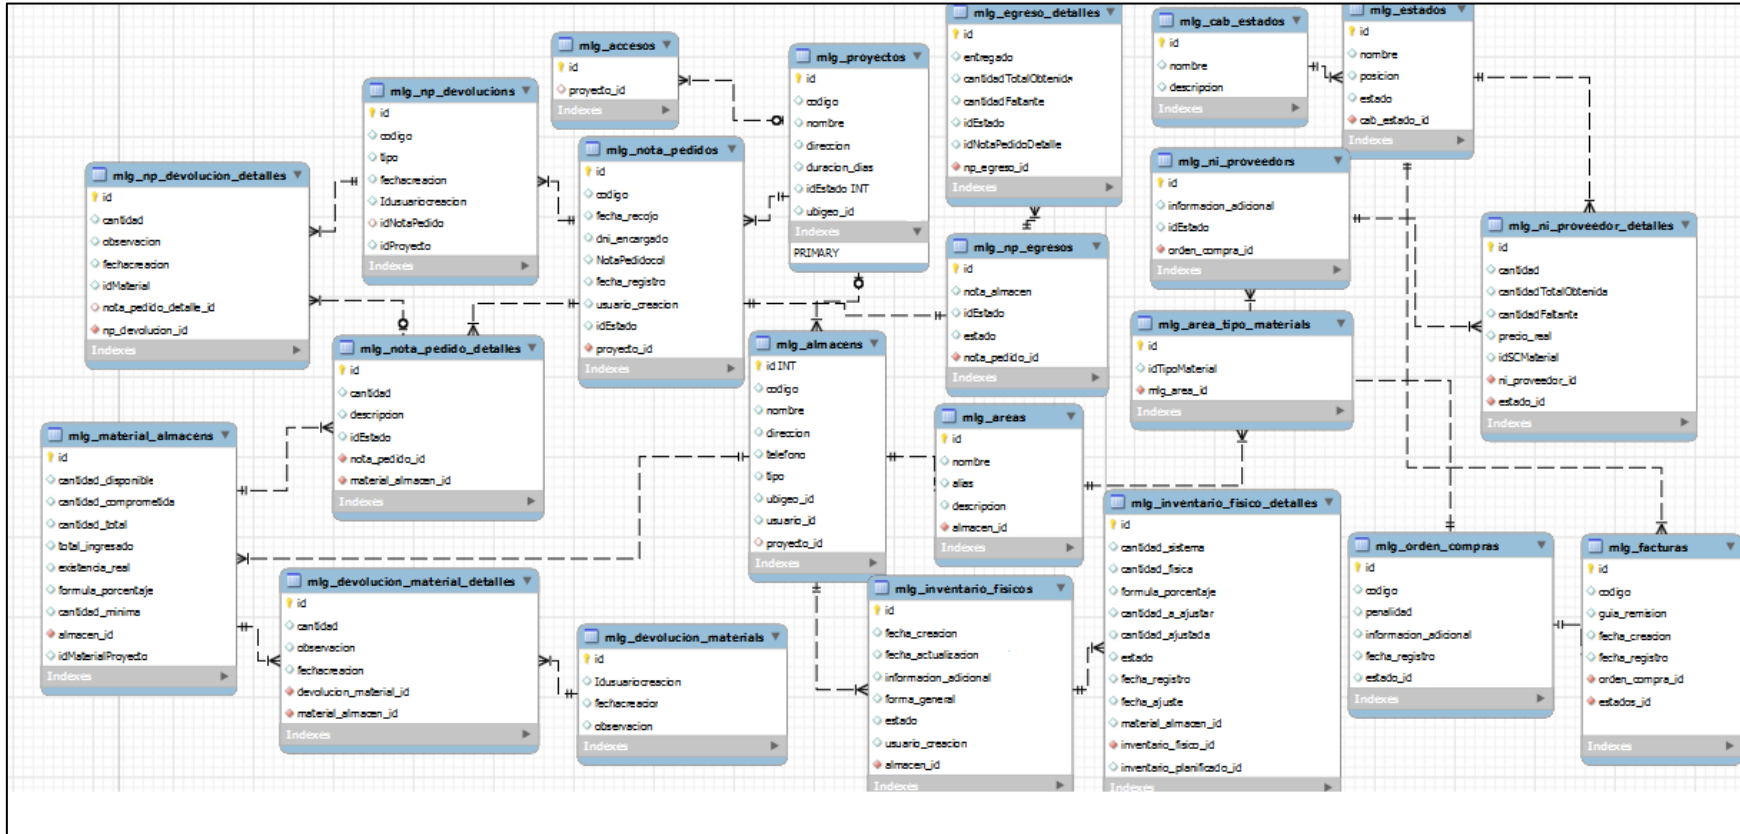 mlg_accesos
id
proyecto_id
Indexes
mlg_proyectos
id
codigo
nombre
direccion
duracion_dias
idEstado INT
ubigeo_id
Indexes
PRIMARY
mlg_egreso_detalles
id
entregado
cantidadTotalObtenida
cantidadFaltante
idEstado
idNotaPedidoDetalle
np_egreso_id
Indexes
mlg_cab_estados
id
nombre
descripcion
Indexes
mlg_estados
id
nombre
posicion
estado
cab_estado_id
Indexes
mlg_np_devolucions
id
codigo
tipo
fechacreacion
Idusuariocreacion
idNotaPedido
idProyecto
Indexes
mlg_nota_pedidos
id
codigo
fecha_recojo
dni_encargado
NotaPedidocol
fecha_registro
usuario_creacion
idEstado
proyecto_id
Indexes
mlg_ni_proveedors
id
informacion_adicional
idEstado
orden_compra_id
Indexes
mlg_np_devolucion_detalles
id
cantidad
observacion
fechacreacion
idMaterial
nota_pedido_detalle_id
np_devolucion_id
Indexes
mlg_ni_proveedor_detalles
id
cantidad
cantidadTotalObtenida
cantidadFaltante
precio_real
idSCMaterial
ni_proveedor_id
estado_id
Indexes
mlg_np_egresos
id
nota_almacen
idEstado
estado
nota_pedido_id
Indexes
mlg_area_tipo_materials
id
idTipoMaterial
mlg_area_id
Indexes
mlg_nota_pedido_detalles
id
cantidad
descripcion
idEstado
nota_pedido_id
material_almacen_id
Indexes
mlg_almacens
id INT
codigo
nombre
direccion
telefono
tipo
ubigeo_id
usuario_id
proyecto_id
Indexes
mlg_areas
id
nombre
alias
descripcion
almacen_id
Indexes
mlg_material_almacens
id
cantidad_disponible
cantidad_comprometida
cantidad_total
total_ingresado
existencia_real
formula_porcentaje
cantidad_minima
almacen_id
idMaterialProyecto
Indexes
mlg_inventario_fisico_detalles
id
cantidad_sistema
cantidad_fisica
formula_porcentaje
cantidad_a_ajustar
cantidad_ajustada
estado
fecha_registro
fecha_ajuste
material_almacen_id
inventario_fisico_id
inventario_planificado_id
Indexes
mlg_orden_compras
id
codigo
penalidad
informacion_adicional
fecha_registro
estado_id
Indexes
mlg_facturas
id
codigo
guia_remision
fecha_creacion
fecha_registro
orden_compra_id
estados_id
Indexes
mlg_devolucion_material_detalles
id
cantidad
observacion
fechacreacion
devolucion_material_id
material_almacen_id
Indexes
mlg_inventario_fisicos
id
fecha_creacion
fecha_actualizacion
informacion_adicional
forma_general
estado
usuario_creacion
almacen_id
Indexes
mlg_devolucion_materials
id
Idusuariocreacion
fechacreacior
observacion
Indexes